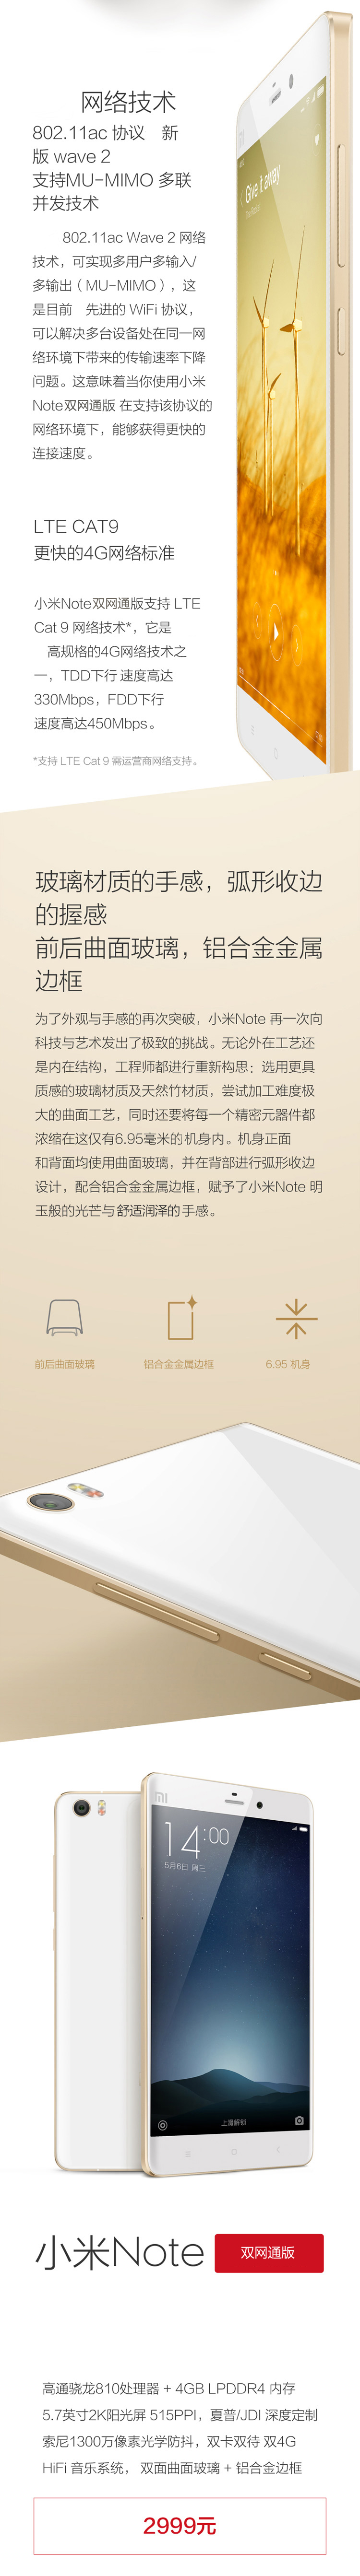 网络技术
802.11ac 协议 新
版 wave 2
支持MU-MIMO 多联
并发技术
802.11ac Wave 2 网络
技术，可实现多用户多输入/
多输出（MU-MIMO），这
是目前 先进的 WiFi 协议，
可以解决多台设备处在同一网
络环境下带来的传输速率下降
问题。这意味着当你使用小米
Note双网通版 在支持该协议的
网络环境下，能够获得更快的
连接速度。
Give it away
LTE CAT9
更快的4G网络标准
小米Note双网通版支持 LTE
Cat 9 网络技术*，它是
高规格的4G网络技术之
一，TDD下行 速度高达
330Mbps，FDD下行
速度高达450Mbps。
*支持 LTE Cat 9 需运营商网络支持。
玻璃材质的手感，弧形收边
的握感
前后曲面玻璃，铝合金金属
边框
为了外观与手感的再次突破，小米Note 再一次向
科技与艺术发出了极致的挑战。无论外在工艺还
是内在结构，工程师都进行重新构思：选用更具
质感的玻璃材质及天然竹材质，尝试加工难度极
大的曲面工艺，同时还要将每一个精密元器件都
浓缩在这仅有6.95毫米的机身内。机身正面
和背面均使用曲面玻璃，并在背部进行弧形收边
设计，配合铝合金金属边框，赋予了小米Note 明
玉般的光芒与舒适润泽的手感。
前后曲面玻璃
铝合金金属边框
6.95 机身
14:00
5月6日 周三
上滑解锁
小米Note 双网通版
高通骁龙810处理器 + 4GB LPDDR4 内存
5.7英寸2K阳光屏 515PPI，夏普/JDI 深度定制
索尼1300万像素光学防抖，双卡双待 双4G
HiFi 音乐系统， 双面曲面玻璃 + 铝合金边框
2999元